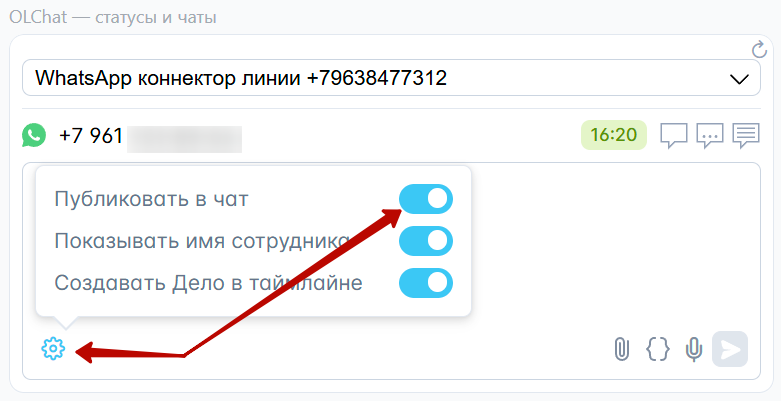 OLChat — статусы и чаты
WhatsApp коннектор линии +79638477312
+7 961
16:20
Публиковать в чат
Показывать имя сотрудника
Создавать Дело в таймлайне